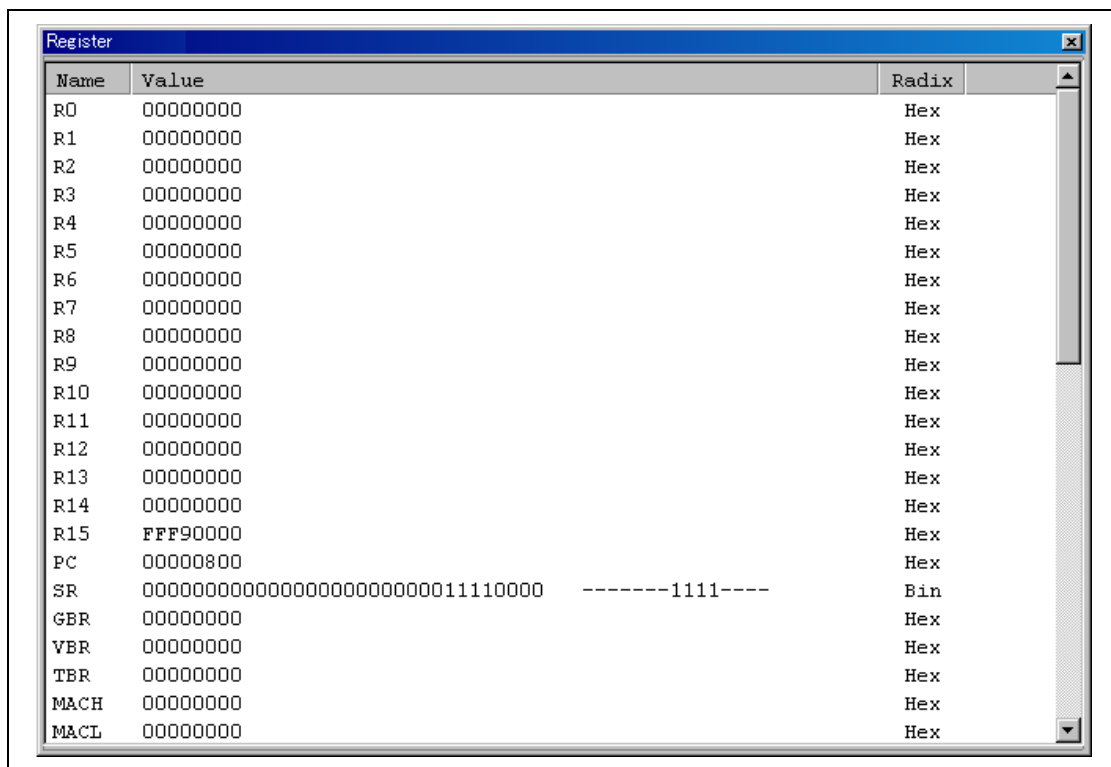 Register
Name Value Radix
R0 00000000 Hex
R1 00000000 Hex
R2 00000000 Hex
R3 00000000 Hex
R4 00000000 Hex
R5 00000000 Hex
R6 00000000 Hex
R7 00000000 Hex
R8 00000000 Hex
R9 00000000 Hex
R10 00000000 Hex
R11 00000000 Hex
R12 00000000 Hex
R13 00000000 Hex
R14 00000000 Hex
R15 FFF90000 Hex
PC 00000800 Hex
SR 00000000000000000000000011110000 -------1111---- Bin
GBR 00000000 Hex
VBR 00000000 Hex
TBR 00000000 Hex
MACH 00000000 Hex
MACL 00000000 Hex